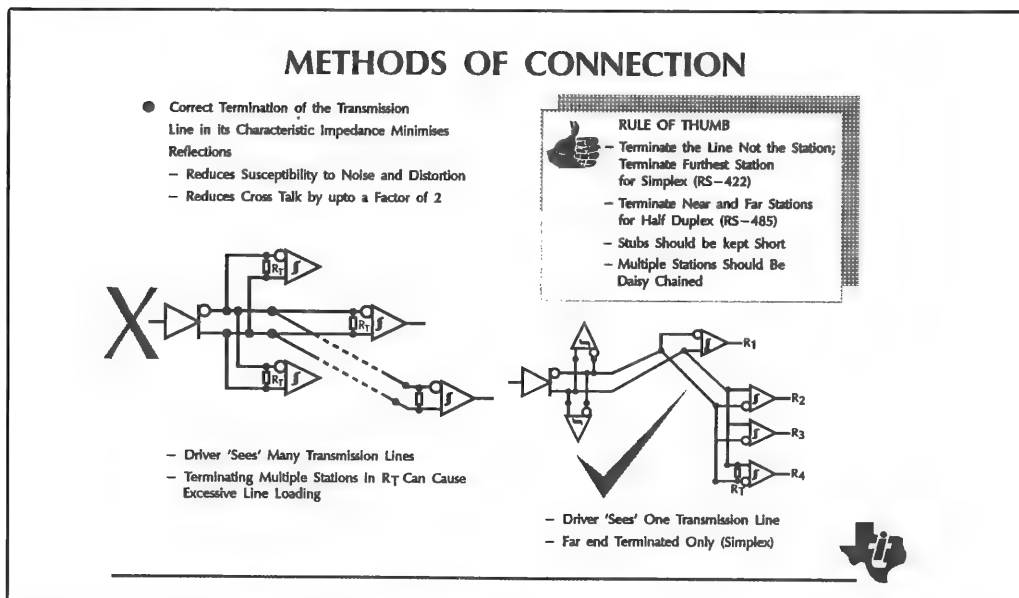 METHODS OF CONNECTION
● Correct Termination of the Transmission
Line in its Characteristic Impedance Minimises
Reflections
– Reduces Susceptibility to Noise and Distortion
– Reduces Cross Talk by upto a Factor of 2
RULE OF THUMB
– Terminate the Line Not the Station;
Terminate Furthest Station
for Simplex (RS-422)
– Terminate Near and Far Stations
for Half Duplex (RS-485)
– Stubs Should be kept Short
– Multiple Stations Should Be
Daisy Chained
X
RT
RT
RT
– Driver 'Sees' Many Transmission Lines
– Terminating Multiple Stations in RT Can Cause
Excessive Line Loading
R1
R2
R3
R4
RT
– Driver 'Sees' One Transmission Line
– Far end Terminated Only (Simplex)
i